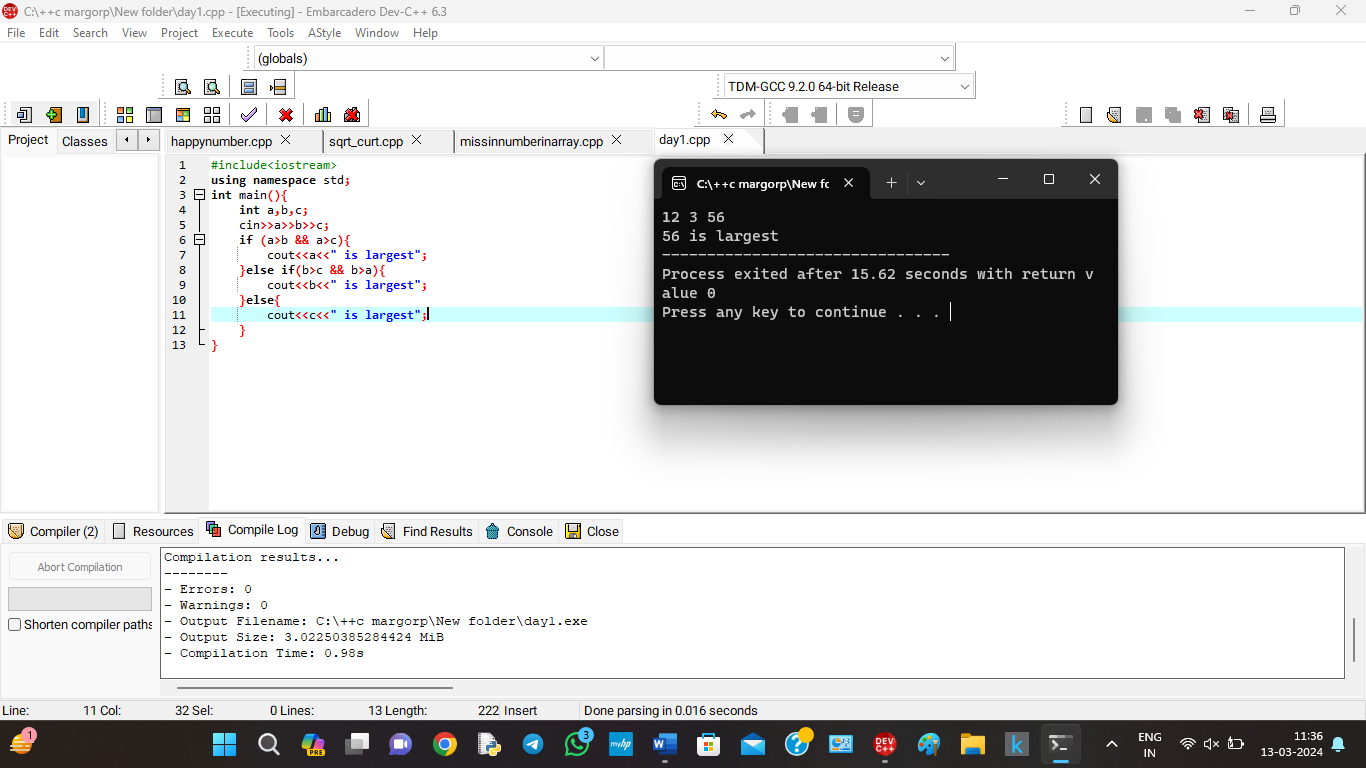 C:\++c margorp\New folder\day1.cpp - [Executing] - Embarcadero Dev-C++ 6.3
File Edit Search View Project Execute Tools AStyle Window Help
(globals)
TDM-GCC 9.2.0 64-bit Release
Project Classes happynumber.cpp sqrt_curt.cpp missinnumberinarray.cpp day1.cpp
1 #include<iostream>
2 using namespace std;
3 int main(){
4 int a,b,c;
5 cin>>a>>b>>c;
6 if (a>b && a>c){
7 cout<<a<<" is largest";
8 }else if(b>c && b>a){
9 cout<<b<<" is largest";
10 }else{
11 cout<<c<<" is largest";
12 }
13 }
C:\++c margorp\New fc
12 3 56
56 is largest
--------------------------------
Process exited after 15.62 seconds with return v
alue 0
Press any key to continue . . .
Compiler (2) Resources Compile Log Debug Find Results Console Close
Abort Compilation
Shorten compiler paths
Compilation results...
--------
- Errors: 0
- Warnings: 0
- Output Filename: C:\++c margorp\New folder\day1.exe
- Output Size: 3.02250385284424 MiB
- Compilation Time: 0.98s
Line: 11 Col: 32 Sel: 0 Lines: 13 Length: 222 Insert Done parsing in 0.016 seconds
1
PRE
3
myhp
W
DEV C++
k
ENG
IN
11:36
13-03-2024